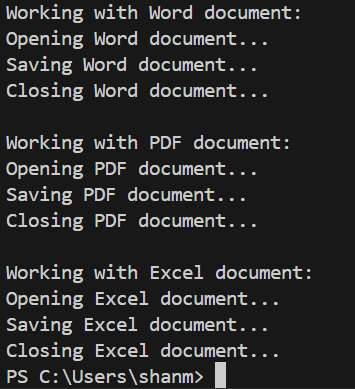 Working with Word document:
Opening Word document...
Saving Word document...
Closing Word document...

Working with PDF document:
Opening PDF document...
Saving PDF document...
Closing PDF document...

Working with Excel document:
Opening Excel document...
Saving Excel document...
Closing Excel document...
PS C:\Users\shanm>